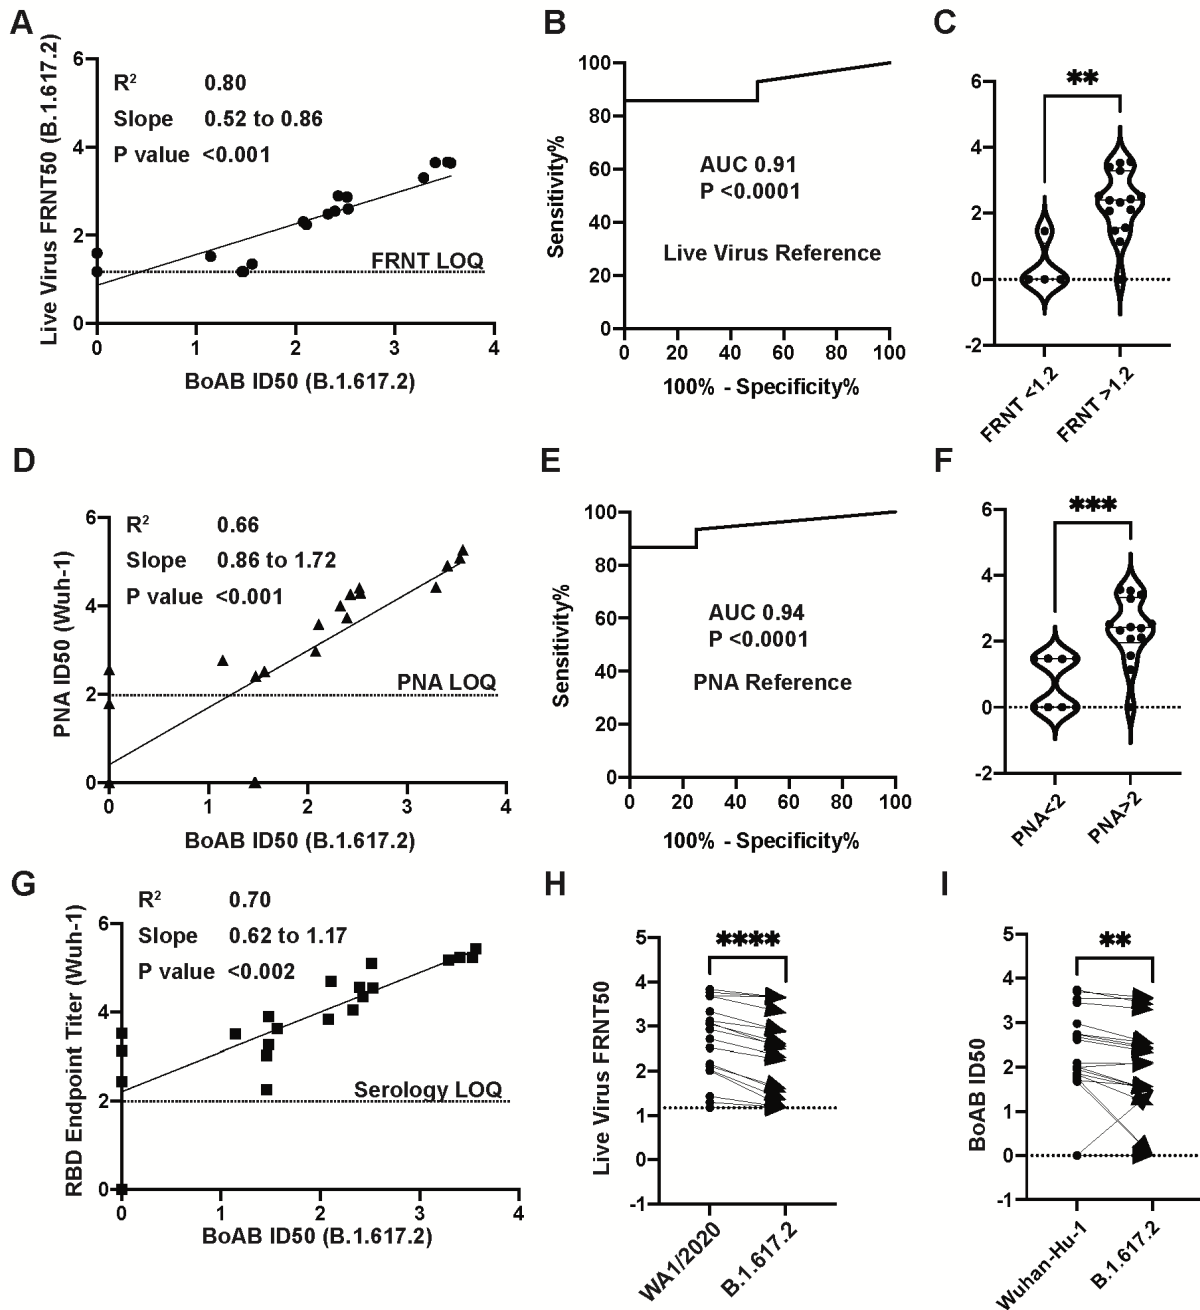 A
Live Virus FRNT50 (B.1.617.2)
6
4
2
0
R2 0.80
Slope 0.52 to 0.86
P value <0.001
FRNT LOQ
0 1 2 3 4
BoAB ID50 (B.1.617.2)
B
Sensitivity%
100
80
60
40
20
0
AUC 0.91
P <0.0001
Live Virus Reference
0 20 40 60 80 100
100% - Specificity%
C
6
4
2
0
-2
**
FRNT <1.2
FRNT >1.2
D
PNA ID50 (Wuh-1)
6
4
2
0
R2 0.66
Slope 0.86 to 1.72
P value <0.001
PNA LOQ
0 1 2 3 4
BoAB ID50 (B.1.617.2)
E
Sensitivity%
100
80
60
40
20
0
AUC 0.94
P <0.0001
PNA Reference
0 20 40 60 80 100
100% - Specificity%
F
6
4
2
0
-2
***
PNA<2
PNA>2
G
RBD Endpoint Titer (Wuh-1)
6
4
2
0
R2 0.70
Slope 0.62 to 1.17
P value <0.002
Serology LOQ
0 1 2 3 4
BoAB ID50 (B.1.617.2)
H
Live Virus FRNT50
5
4
3
2
1
0
-1
****
WA1/2020
B.1.617.2
I
BoAB ID50
5
4
3
2
1
0
-1
**
Wuhan-Hu-1
B.1.617.2